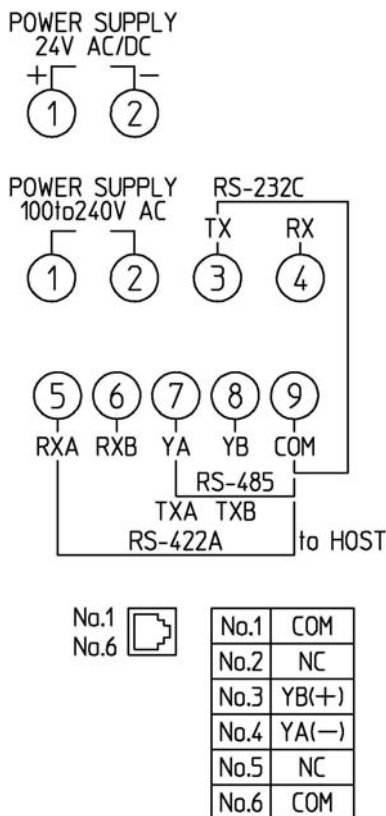 POWER SUPPLY
24V AC/DC
+ −
1 2
POWER SUPPLY RS-232C
100to240V AC TX RX
1 2 3 4
5 6 7 8 9
RXA RXB YA YB COM
RS-485
TXA TXB
RS-422A to HOST
No.1
No.6
No.1 COM
No.2 NC
No.3 YB(+)
No.4 YA(−)
No.5 NC
No.6 COM